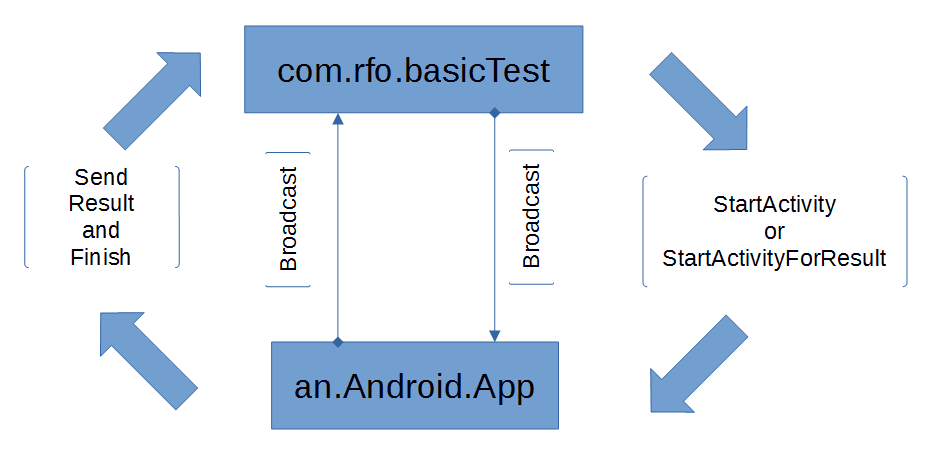 com.rfo.basicTest
Send
Result
and
Finish
Broadcast
Broadcast
StartActivity
or
StartActivityForResult
an.Android.App